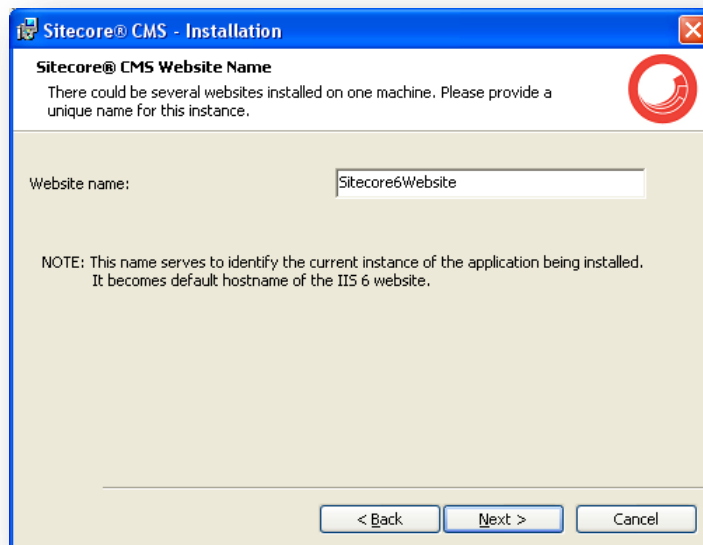 Sitecore® CMS - Installation
Sitecore® CMS Website Name
There could be several websites installed on one machine. Please provide a
unique name for this instance.
Website name:
Sitecore6Website
NOTE: This name serves to identify the current instance of the application being installed.
It becomes default hostname of the IIS 6 website.
< Back
Next >
Cancel